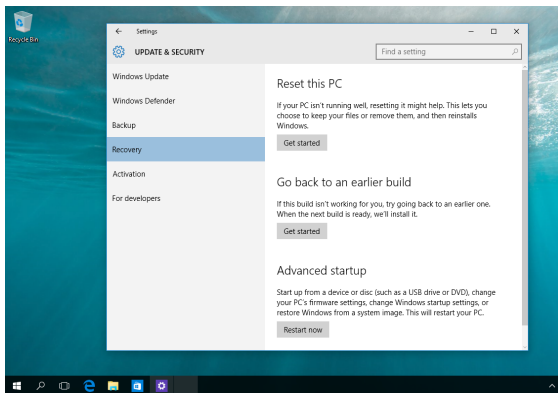 Recycle Bin
Settings
UPDATE & SECURITY
Find a setting
Windows Update
Windows Defender
Backup
Recovery
Activation
For developers
Reset this PC
If your PC isn't running well, resetting it might help. This lets you
choose to keep your files or remove them, and then reinstalls
Windows.
Get started
Go back to an earlier build
If this build isn't working for you, try going back to an earlier one.
When the next build is ready, we'll install it.
Get started
Advanced startup
Start up from a device or disc (such as a USB drive or DVD), change
your PC's firmware settings, change Windows startup settings, or
restore Windows from a system image. This will restart your PC.
Restart now